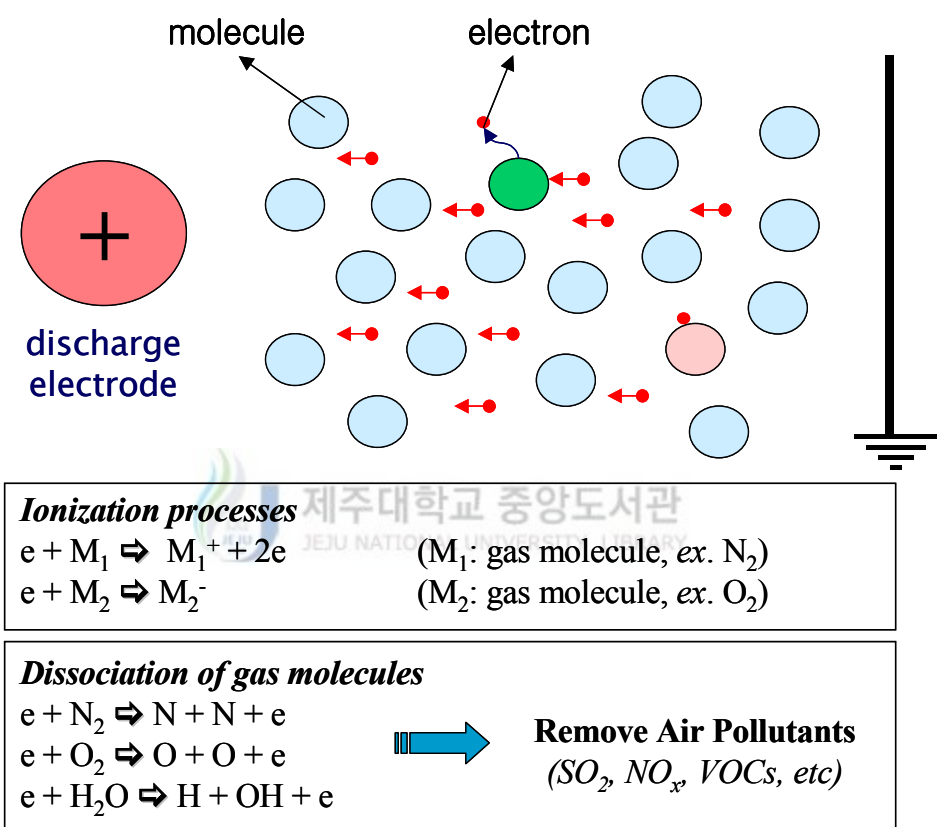 molecule electron
+
discharge
electrode
제주대학교 중앙도서관
JEJU NATIONAL UNIVERSITY LIBRARY
Ionization processes
e + M₁ ⇨ M₁⁺ + 2e (M₁: gas molecule, ex. N₂)
e + M₂ ⇨ M₂⁻ (M₂: gas molecule, ex. O₂)
Dissociation of gas molecules
e + N₂ ⇨ N + N + e
e + O₂ ⇨ O + O + e
e + H₂O ⇨ H + OH + e
Remove Air Pollutants
(SO₂, NOₓ, VOCs, etc)